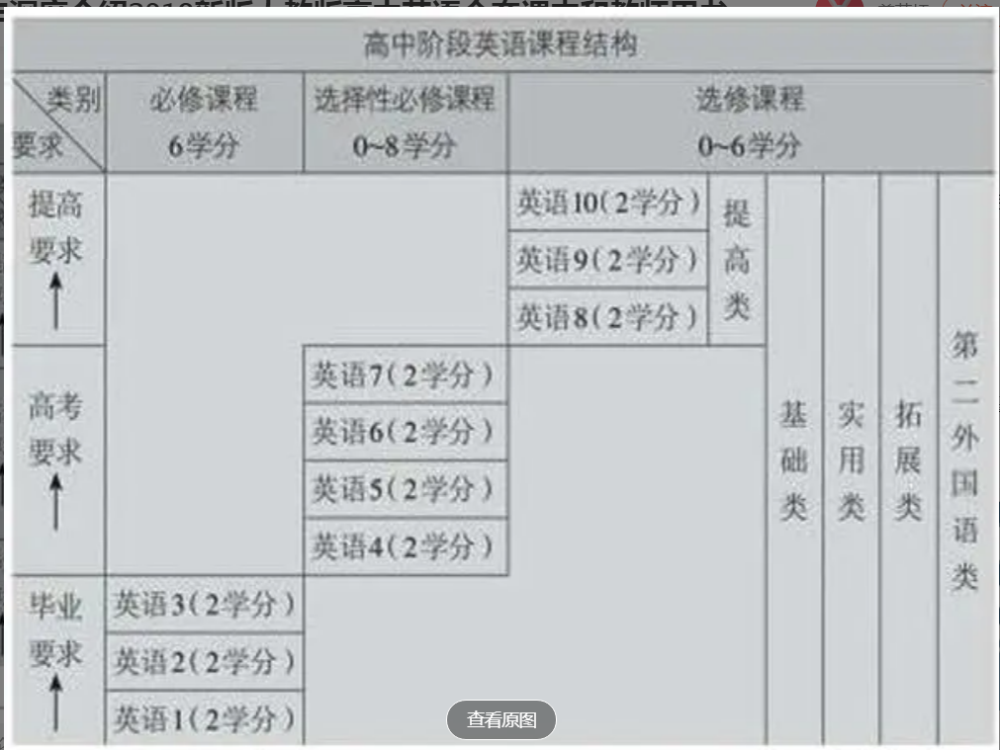 高中阶段英语课程结构
类别
要求
必修课程
6学分
选择性必修课程
0~8学分
选修课程
0~6学分
提高
要求
英语10(2学分)
英语9(2学分)
英语8(2学分)
提高类
高考
要求
英语7(2学分)
英语6(2学分)
英语5(2学分)
英语4(2学分)
基础类
实用类
拓展类
第二外国语类
毕业
要求
英语3(2学分)
英语2(2学分)
英语1(2学分)
查看原图